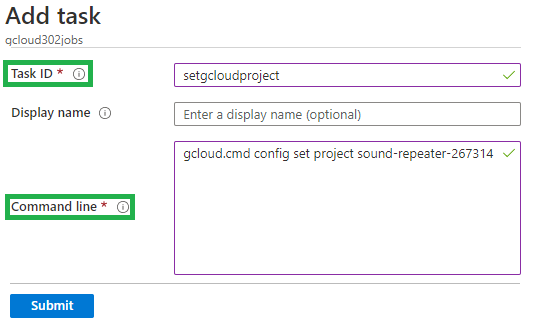 Add task
gcloud302jobs
Task ID *
setgcloudproject
Display name
Enter a display name (optional)
gcloud.cmd config set project sound-repeater-267314
Command line *
Submit